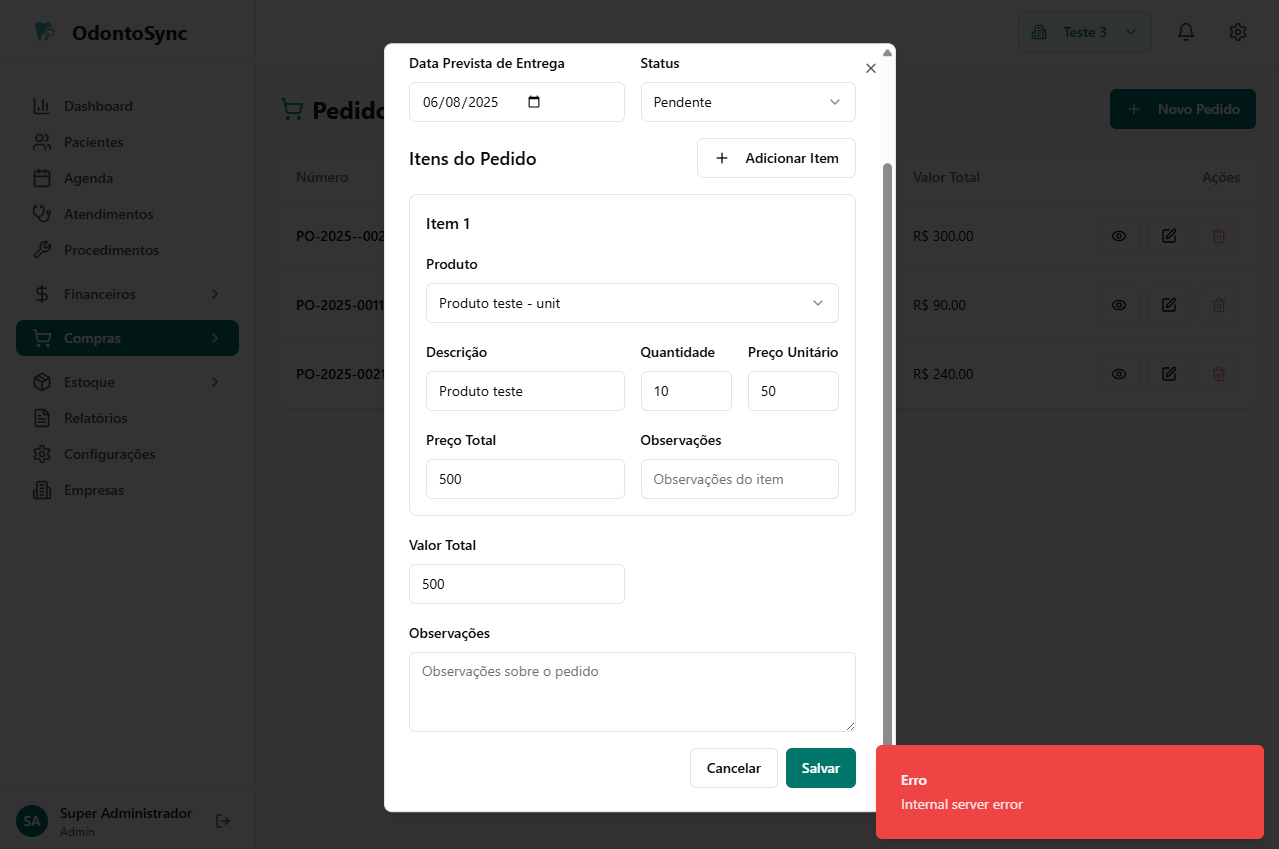 OdontoSync
Teste 3
Dashboard
Pacientes
Agenda
Atendimentos
Procedimentos
Financeiros
Compras
Estoque
Relatórios
Configurações
Empresas
SA
Super Administrador
Admin
Pedido
Novo Pedido
Número
Valor Total
Ações
PO-2025--002
R$ 300.00
PO-2025-0011
R$ 90.00
PO-2025-0021
R$ 240.00
Data Prevista de Entrega
Status
06/08/2025
Pendente
Itens do Pedido
Adicionar Item
Item 1
Produto
Produto teste - unit
Descrição
Quantidade
Preço Unitário
Produto teste
10
50
Preço Total
Observações
500
Observações do item
Valor Total
500
Observações
Observações sobre o pedido
Cancelar
Salvar
Erro
Internal server error